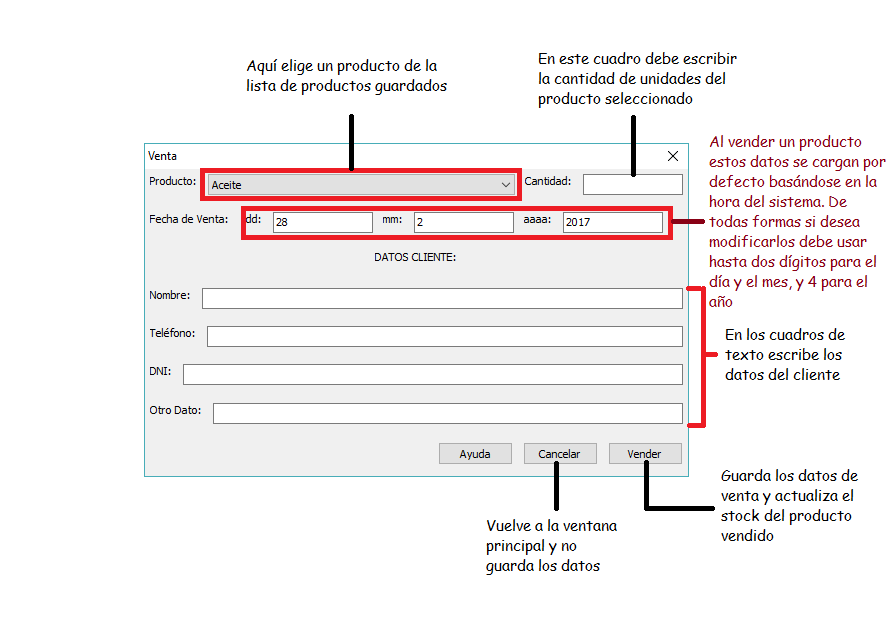 Aquí elige un producto de la
lista de productos guardados
En este cuadro debe escribir
la cantidad de unidades del
producto seleccionado
Al vender un producto
estos datos se cargan por
defecto basándose en la
hora del sistema. De
todas formas si desea
modificarlos debe usar
hasta dos dígitos para el
día y el mes, y 4 para el
año
Venta
Producto: Aceite Cantidad:
Fecha de Venta: dd: 28 mm: 2 aaaa: 2017
DATOS CLIENTE:
Nombre:
Teléfono:
DNI:
Otro Dato:
Ayuda Cancelar Vender
En los cuadros de
texto escribe los
datos del cliente
Guarda los datos de
venta y actualiza el
stock del producto
vendido
Vuelve a la ventana
principal y no
guarda los datos